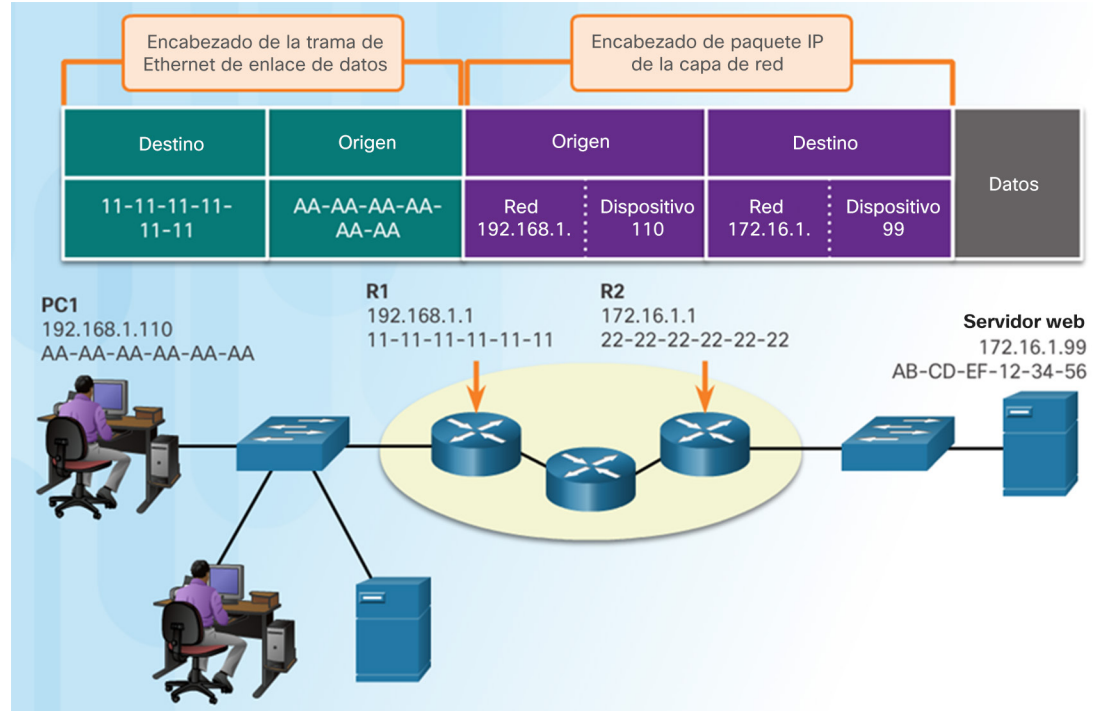 Encabezado de la trama de
Ethernet de enlace de datos
Encabezado de paquete IP
de la capa de red
Destino
Origen
Origen
Destino
Datos
11-11-11-11-
11-11
AA-AA-AA-AA-
AA-AA
Red
192.168.1.
Dispositivo
110
Red
172.16.1.
Dispositivo
99
PC1
192.168.1.110
AA-AA-AA-AA-AA-AA
R1
192.168.1.1
11-11-11-11-11-11
R2
172.16.1.1
22-22-22-22-22-22
Servidor web
172.16.1.99
AB-CD-EF-12-34-56